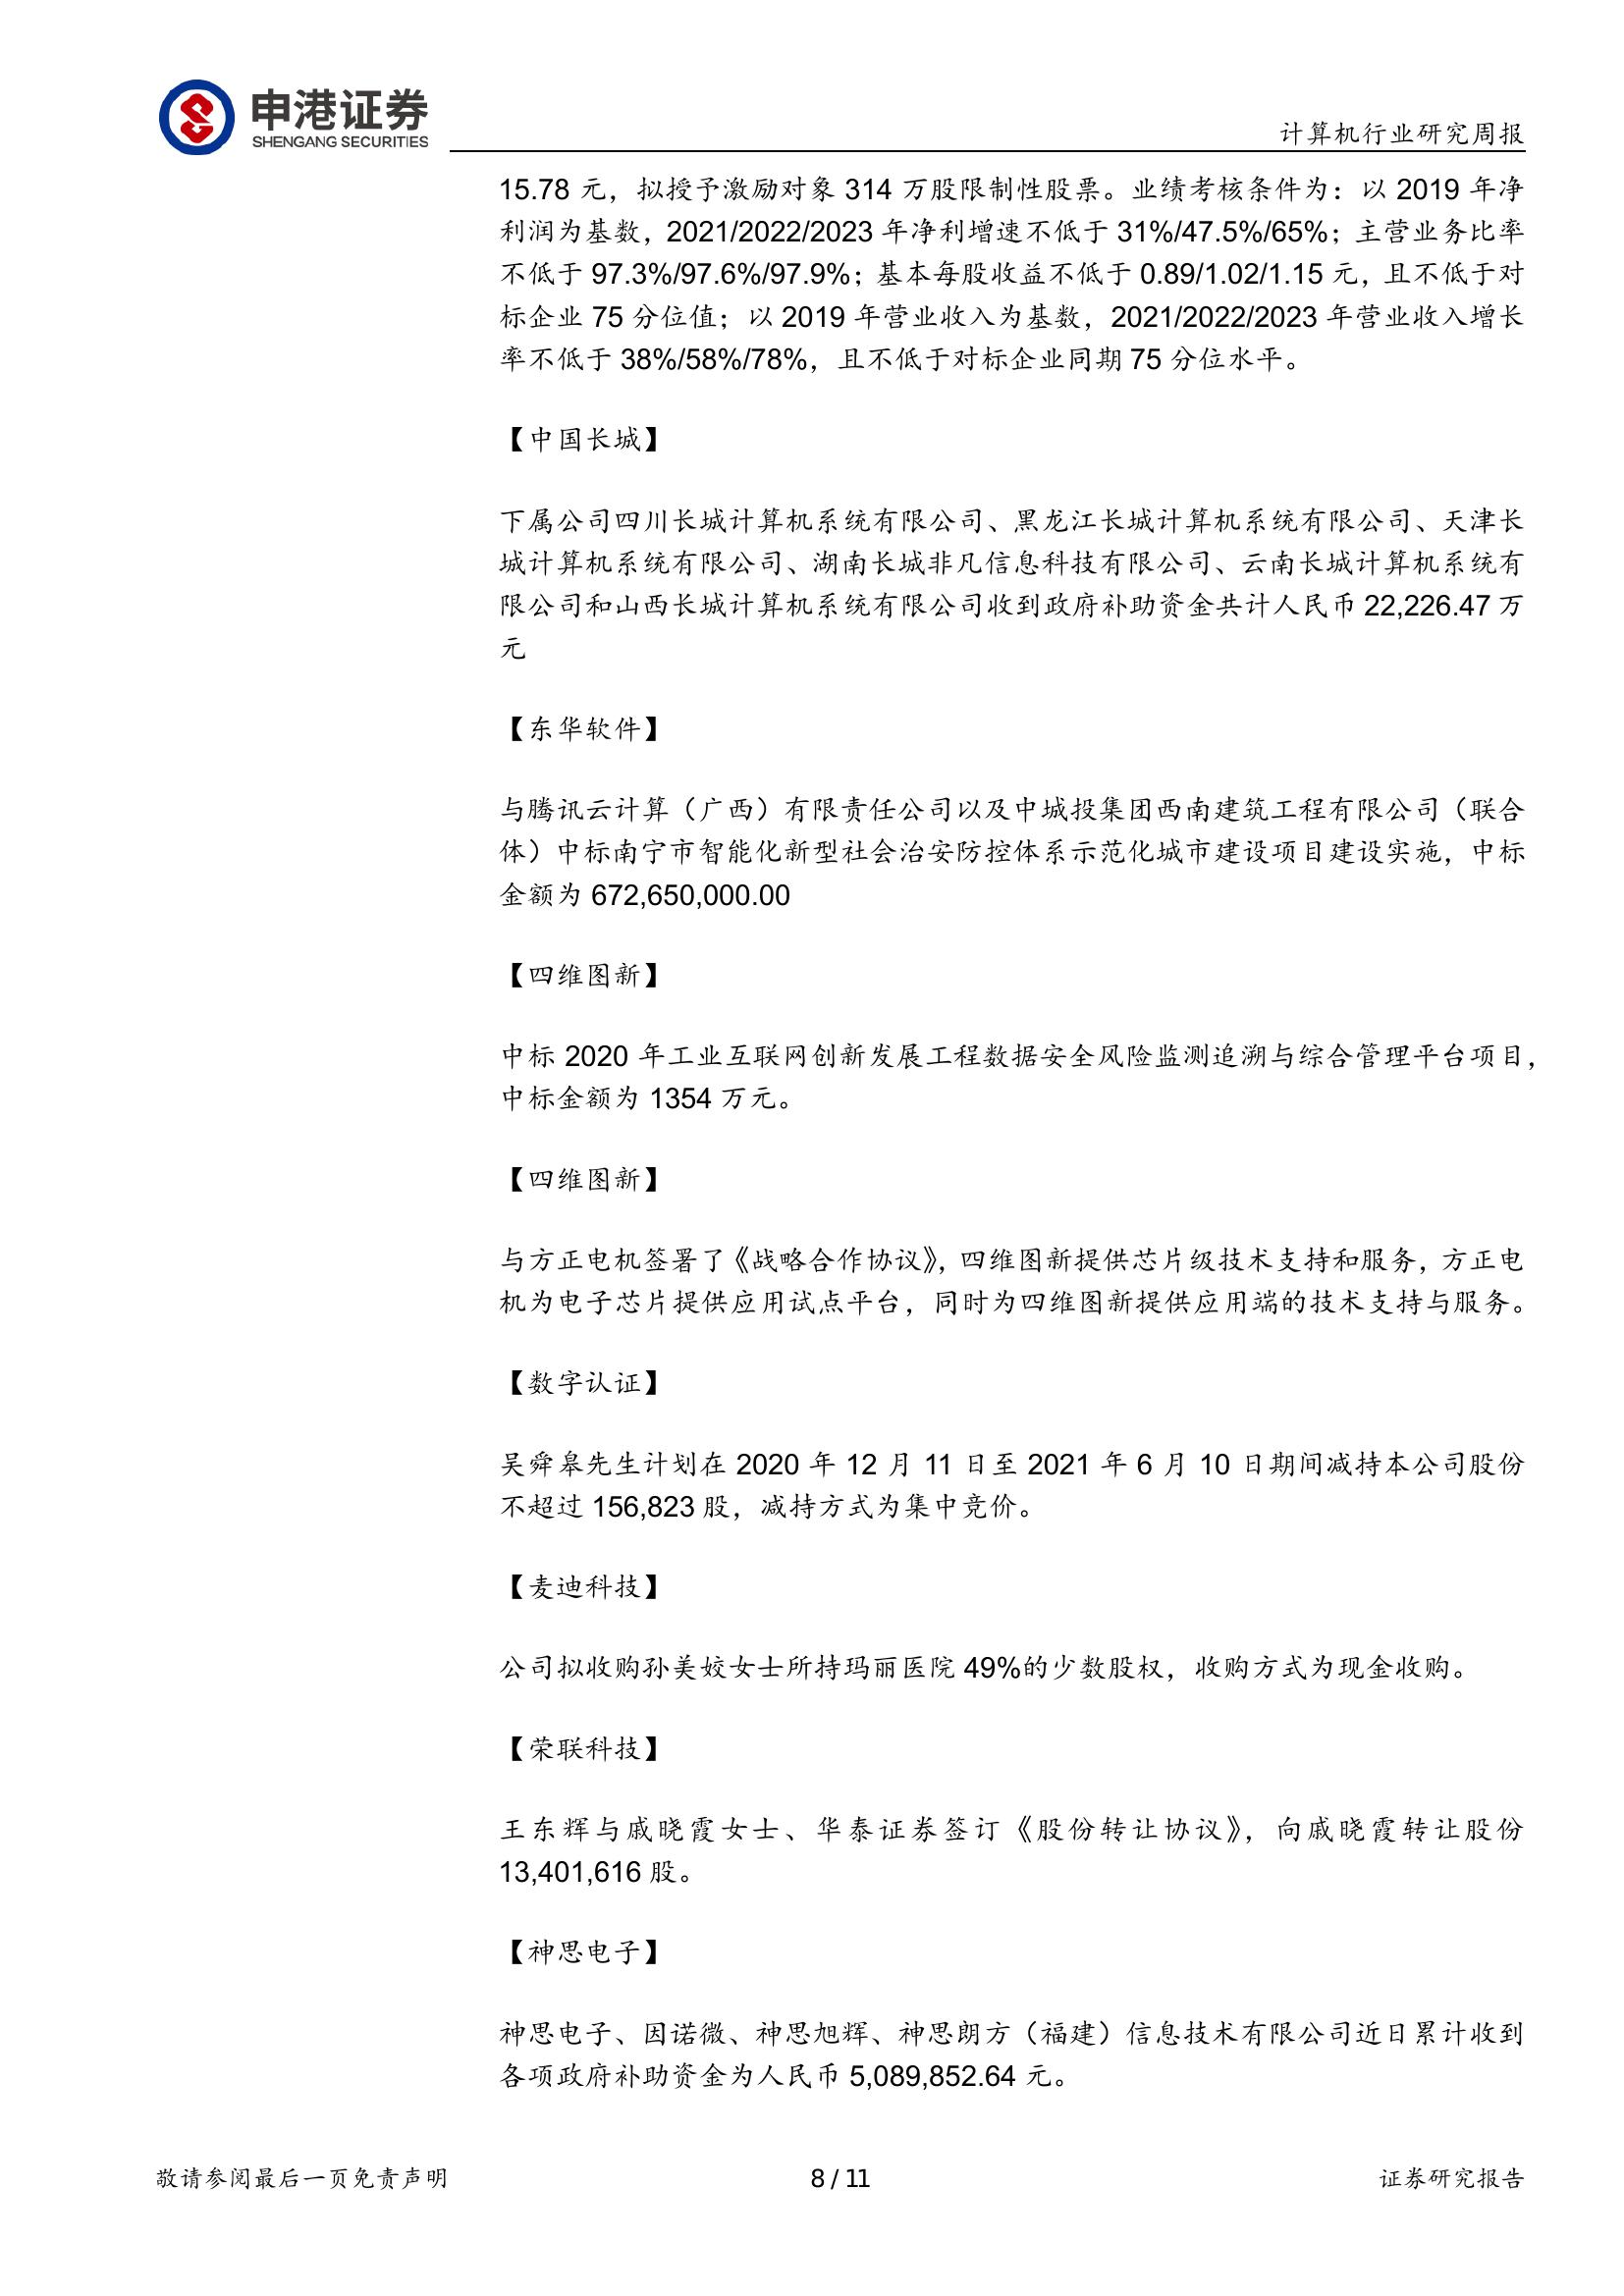 申港证券
SHENGANG SECURITIES
计算机行业研究周报
15.78 元，拟授予激励对象 314 万股限制性股票。业绩考核条件为：以 2019 年净
利润为基数，2021/2022/2023 年净利增速不低于 31%/47.5%/65%；主营业务比率
不低于 97.3%/97.6%/97.9%；基本每股收益不低于 0.89/1.02/1.15 元，且不低于对
标企业 75 分位值；以 2019 年营业收入为基数，2021/2022/2023 年营业收入增长
率不低于 38%/58%/78%，且不低于对标企业同期 75 分位水平。
【中国长城】
下属公司四川长城计算机系统有限公司、黑龙江长城计算机系统有限公司、天津长
城计算机系统有限公司、湖南长城非凡信息科技有限公司、云南长城计算机系统有
限公司和山西长城计算机系统有限公司收到政府补助资金共计人民币 22,226.47 万
元
【东华软件】
与腾讯云计算（广西）有限责任公司以及中城投集团西南建筑工程有限公司（联合
体）中标南宁市智能化新型社会治安防控体系示范化城市建设项目建设实施，中标
金额为 672,650,000.00
【四维图新】
中标 2020 年工业互联网创新发展工程数据安全风险监测追溯与综合管理平台项目，
中标金额为 1354 万元。
【四维图新】
与方正电机签署了《战略合作协议》，四维图新提供芯片级技术支持和服务，方正电
机为电子芯片提供应用试点平台，同时为四维图新提供应用端的技术支持与服务。
【数字认证】
吴舜皋先生计划在 2020 年 12 月 11 日至 2021 年 6 月 10 日期间减持本公司股份
不超过 156,823 股，减持方式为集中竞价。
【麦迪科技】
公司拟收购孙美姣女士所持玛丽医院 49%的少数股权，收购方式为现金收购。
【荣联科技】
王东辉与戚晓霞女士、华泰证券签订《股份转让协议》，向戚晓霞转让股份
13,401,616 股。
【神思电子】
神思电子、因诺微、神思旭辉、神思朗方（福建）信息技术有限公司近日累计收到
各项政府补助资金为人民币 5,089,852.64 元。
敬请参阅最后一页免责声明
8 / 11
证券研究报告